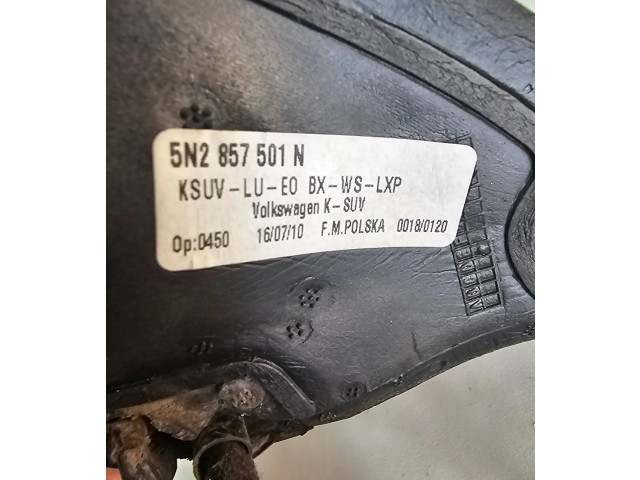 5N2 857 501 N
KSUV-LU-EO BX-WS-LXP
Volkswagen K-SUV
Op:0450 16/07/10 F.M.POLSKA 0018/0120